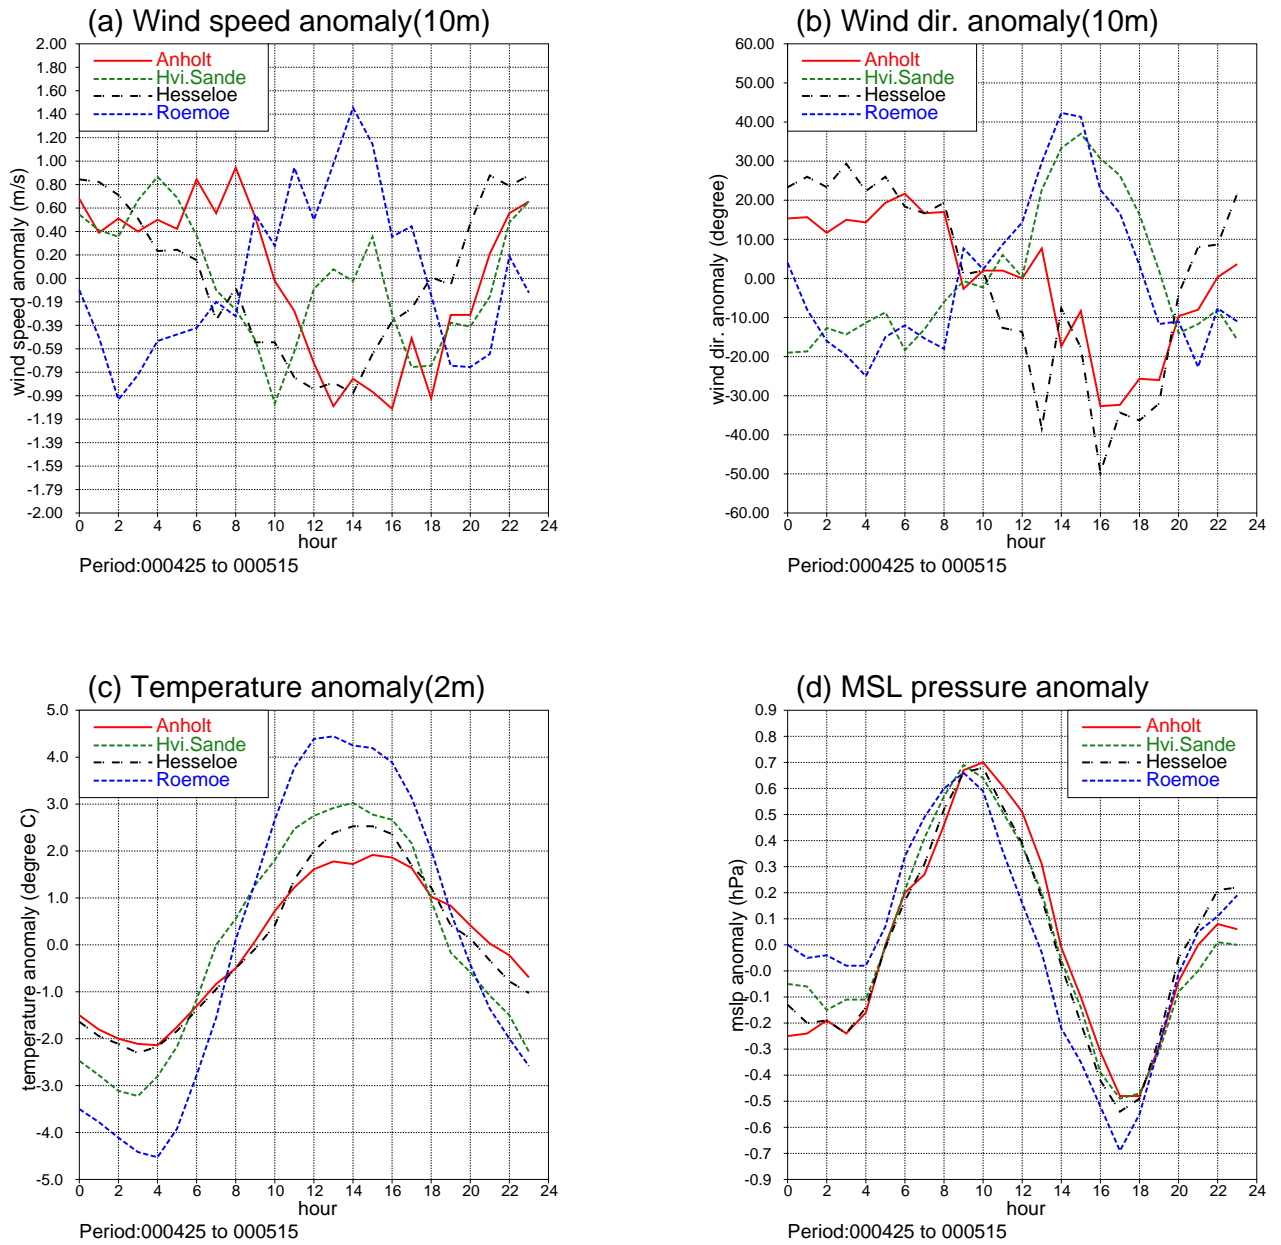 (a) Wind speed anomaly(10m)
2.00
1.80
1.60
1.40
1.20
1.00
0.80
0.60
0.40
0.20
0.00
-0.19
-0.39
-0.59
-0.79
-0.99
-1.19
-1.39
-1.59
-1.79
-2.00
wind speed anomaly (m/s)
Anholt
Hvi.Sande
Hesseloe
Roemoe
0 2 4 6 8 10 12 14 16 18 20 22 24
hour
Period:000425 to 000515
(b) Wind dir. anomaly(10m)
60.00
50.00
40.00
30.00
20.00
10.00
0.00
-10.00
-20.00
-30.00
-40.00
-50.00
-60.00
wind dir. anomaly (degree)
Anholt
Hvi.Sande
Hesseloe
Roemoe
0 2 4 6 8 10 12 14 16 18 20 22 24
hour
Period:000425 to 000515
(c) Temperature anomaly(2m)
5.0
4.0
3.0
2.0
1.0
0.0
-1.0
-2.0
-3.0
-4.0
-5.0
temperature anomaly (degree C)
Anholt
Hvi.Sande
Hesseloe
Roemoe
0 2 4 6 8 10 12 14 16 18 20 22 24
hour
Period:000425 to 000515
(d) MSL pressure anomaly
0.9
0.8
0.7
0.6
0.5
0.4
0.3
0.2
0.1
0.0
-0.0
-0.1
-0.2
-0.3
-0.4
-0.5
-0.6
-0.7
-0.9
mslp anomaly (hPa)
Anholt
Hvi.Sande
Hesseloe
Roemoe
0 2 4 6 8 10 12 14 16 18 20 22 24
hour
Period:000425 to 000515